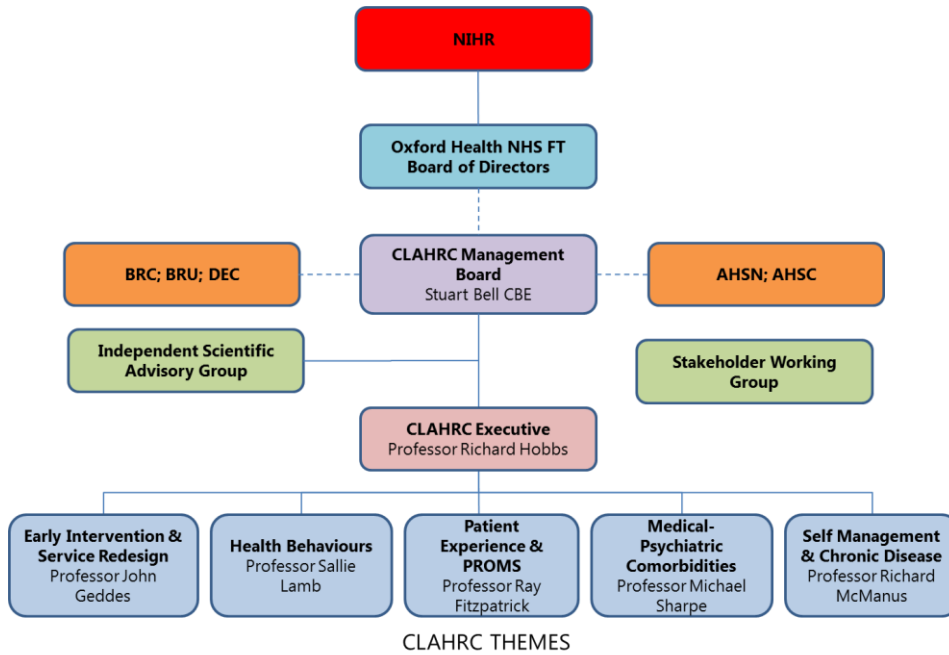 NIHR
Oxford Health NHS FT
Board of Directors
BRC; BRU; DEC
CLAHRC Management
Board
Stuart Bell CBE
AHSN; AHSC
Independent Scientific
Advisory Group
Stakeholder Working
Group
CLAHRC Executive
Professor Richard Hobbs
Early Intervention &
Service Redesign
Professor John
Geddes
Health Behaviours
Professor Sallie
Lamb
Patient
Experience &
PROMS
Professor Ray
Fitzpatrick
Medical-
Psychiatric
Comorbidities
Professor Michael
Sharpe
Self Management
& Chronic Disease
Professor Richard
McManus
CLAHRC THEMES